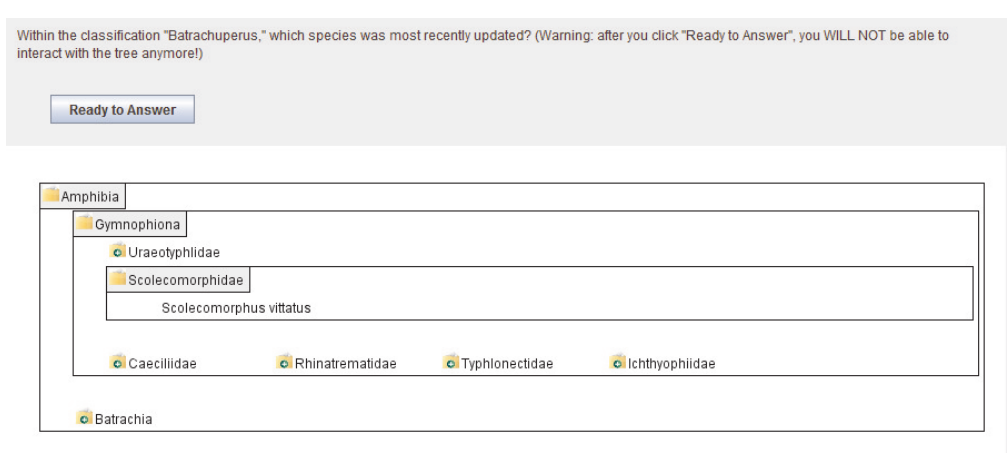 Within the classification "Batrachuperus," which species was most recently updated? (Warning: after you click "Ready to Answer", you WILL NOT be able to
interact with the tree anymore!)
Ready to Answer
Amphibia
Gymnophiona
Uraeotyphlidae
Scolecomorphidae
Scolecomorphus vittatus
Caeciliidae Rhinatrematidae Typhlonectidae Ichthyophiidae
Batrachia